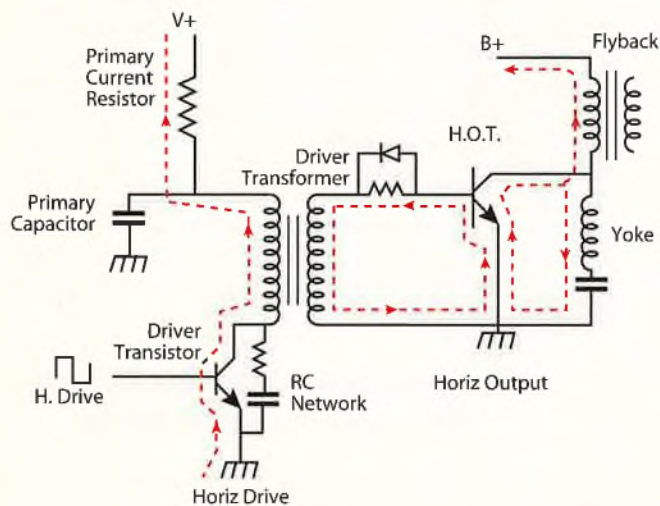 V+
Primary
Current
Resistor
B+
Flyback
H.O.T.
Driver
Transformer
Primary
Capacitor
Yoke
Driver
Transistor
H. Drive
RC
Network
Horiz Output
Horiz Drive